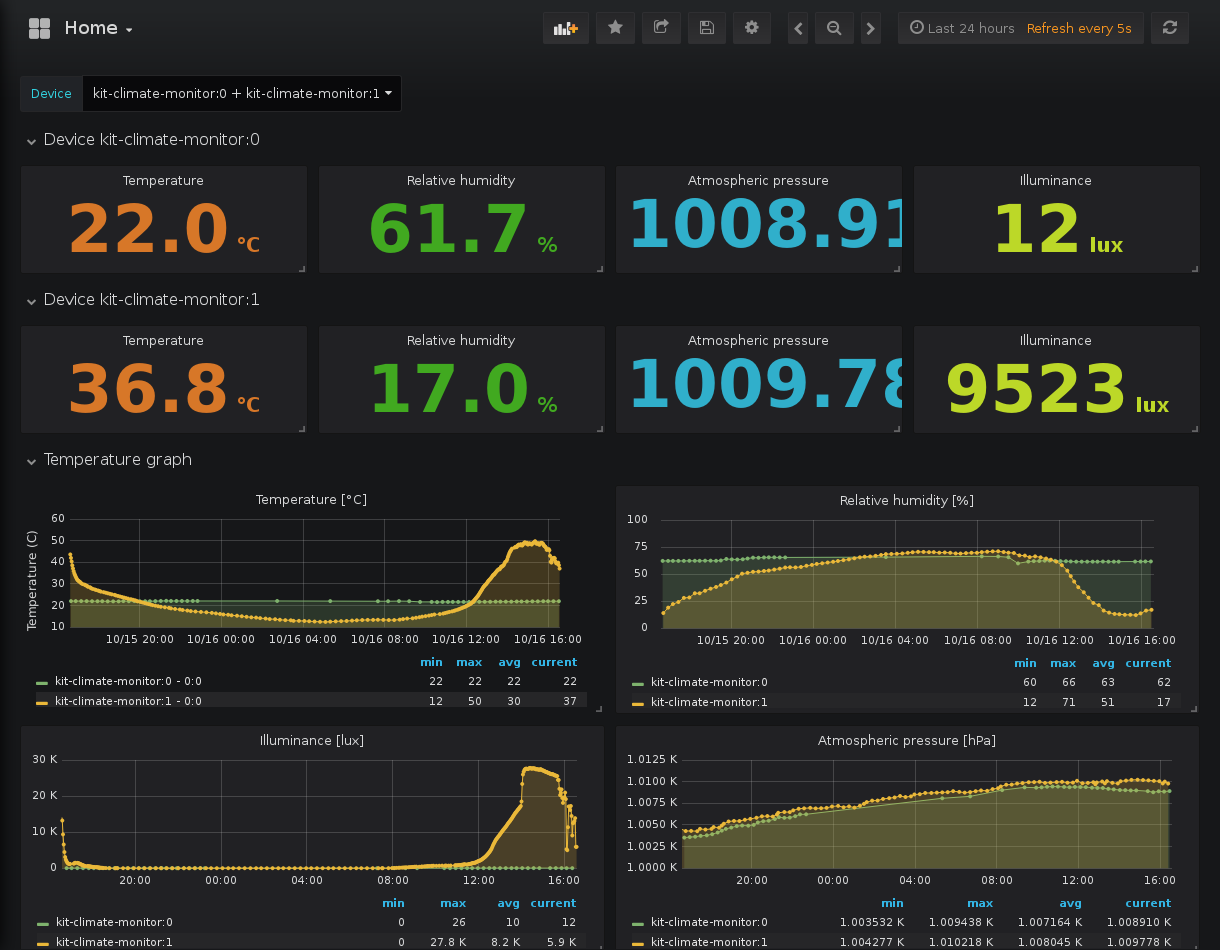 Home
Last 24 hours Refresh every 5s
Device kit-climate-monitor:0 + kit-climate-monitor:1
Device kit-climate-monitor:0
Temperature Relative humidity Atmospheric pressure Illuminance
22.0 °C 61.7 % 1008.91 12 lux
Device kit-climate-monitor:1
Temperature Relative humidity Atmospheric pressure Illuminance
36.8 °C 17.0 % 1009.78 9523 lux
Temperature graph
Temperature [°C]
Temperature (C)
60
50
40
30
20
10
10/15 20:00 10/16 00:00 10/16 04:00 10/16 08:00 10/16 12:00 10/16 16:00
min max avg current
kit-climate-monitor:0 - 0:0 22 22 22 22
kit-climate-monitor:1 - 0:0 12 50 30 37
Relative humidity [%]
100
75
50
25
0
10/15 20:00 10/16 00:00 10/16 04:00 10/16 08:00 10/16 12:00 10/16 16:00
min max avg current
kit-climate-monitor:0 60 66 63 62
kit-climate-monitor:1 12 71 51 17
Illuminance [lux]
30 K
20 K
10 K
0
20:00 00:00 04:00 08:00 12:00 16:00
min max avg current
kit-climate-monitor:0 0 26 10 12
kit-climate-monitor:1 0 27.8 K 8.2 K 5.9 K
Atmospheric pressure [hPa]
1.0125 K
1.0100 K
1.0075 K
1.0050 K
1.0025 K
1.0000 K
20:00 00:00 04:00 08:00 12:00 16:00
min max avg current
kit-climate-monitor:0 1.003532 K 1.009438 K 1.007164 K 1.008910 K
kit-climate-monitor:1 1.004277 K 1.010218 K 1.008045 K 1.009778 K